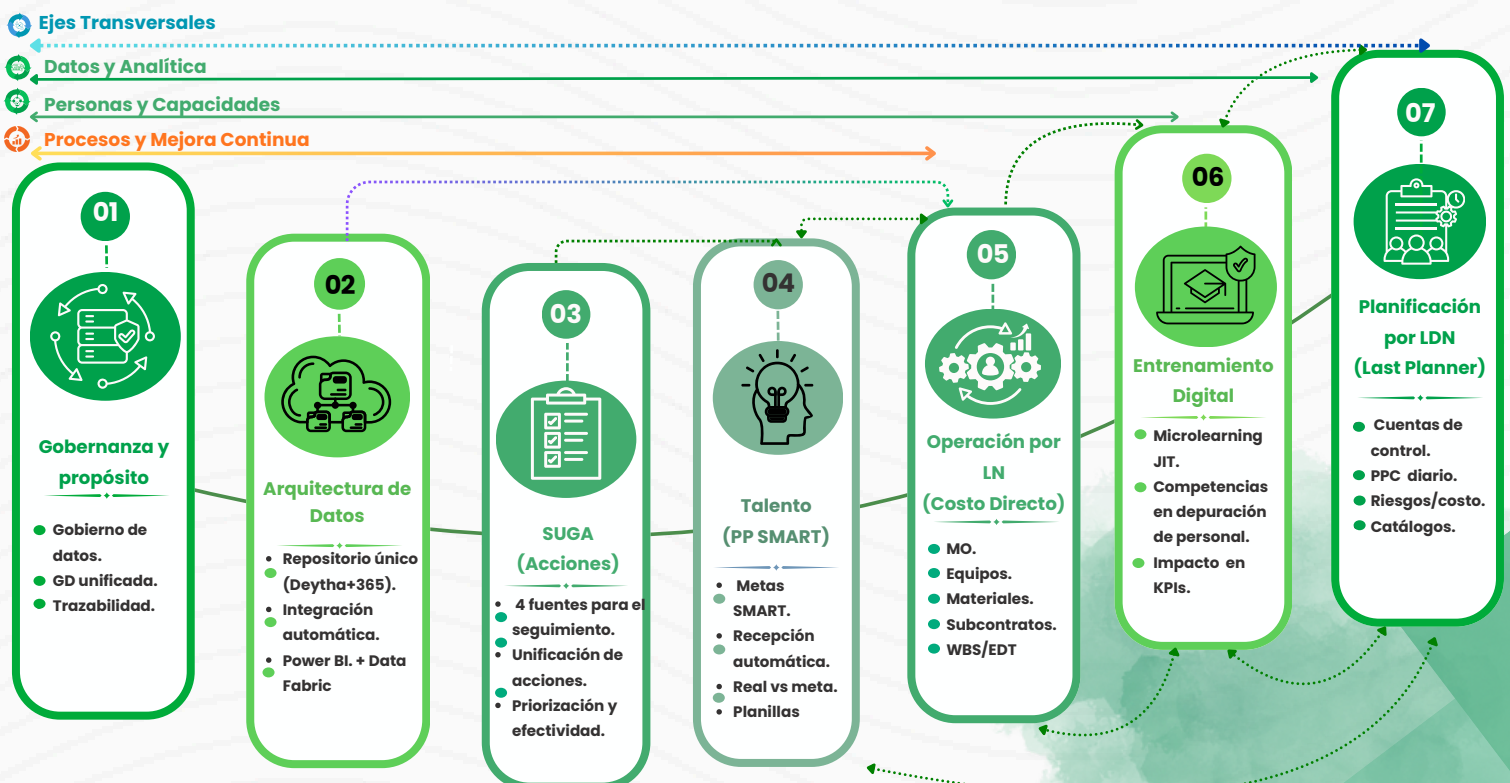 Ejes Transversales
Datos y Analítica
Personas y Capacidades
Procesos y Mejora Continua
01
Gobernanza y
propósito
Gobierno de
datos.
GD unificada.
Trazabilidad.
02
Arquitectura de
Datos
Repositorio único
(Deytha+365).
Integración
automática.
Power BI. + Data
Fabric
03
SUGA
(Acciones)
4 fuentes para el
seguimiento.
Unificación de
acciones.
Priorización y
efectividad.
04
Talento
(PP SMART)
Metas
SMART.
Recepción
automática.
Real vs meta.
Planillas
05
Operación por
LN
(Costo Directo)
MO.
Equipos.
Materiales.
Subcontratos.
WBS/EDT
06
Entrenamiento
Digital
Microlearning
JIT.
Competencias
en depuración
de personal.
Impacto en
KPIs.
07
Planificación
por LDN
(Last Planner)
Cuentas de
control.
PPC diario.
Riesgos/costo.
Catálogos.